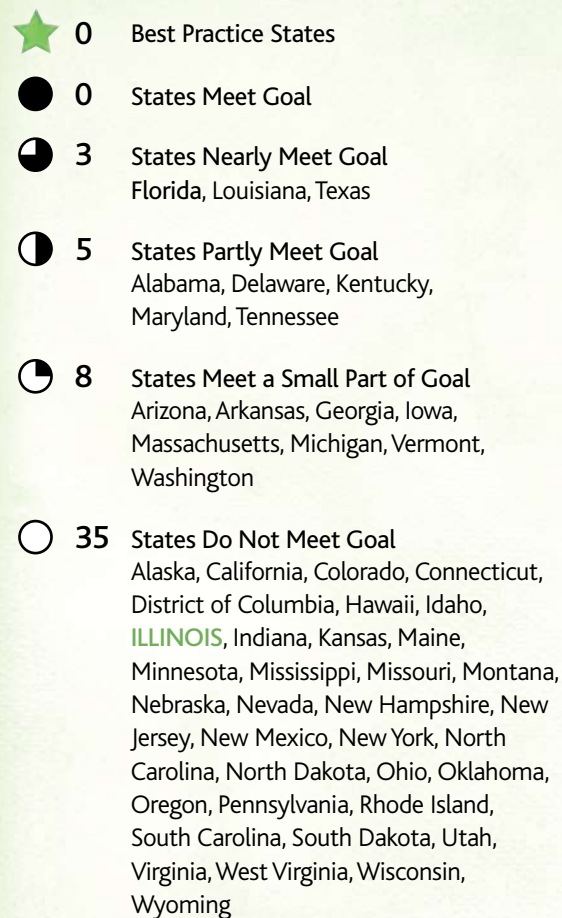 0 Best Practice States
0 States Meet Goal
3 States Nearly Meet Goal
Florida, Louisiana, Texas
5 States Partly Meet Goal
Alabama, Delaware, Kentucky,
Maryland, Tennessee
8 States Meet a Small Part of Goal
Arizona, Arkansas, Georgia, Iowa,
Massachusetts, Michigan, Vermont,
Washington
35 States Do Not Meet Goal
Alaska, California, Colorado, Connecticut,
District of Columbia, Hawaii, Idaho,
ILLINOIS, Indiana, Kansas, Maine,
Minnesota, Mississippi, Missouri, Montana,
Nebraska, Nevada, New Hampshire, New
Jersey, New Mexico, New York, North
Carolina, North Dakota, Ohio, Oklahoma,
Oregon, Pennsylvania, Rhode Island,
South Carolina, South Dakota, Utah,
Virginia, West Virginia, Wisconsin,
Wyoming